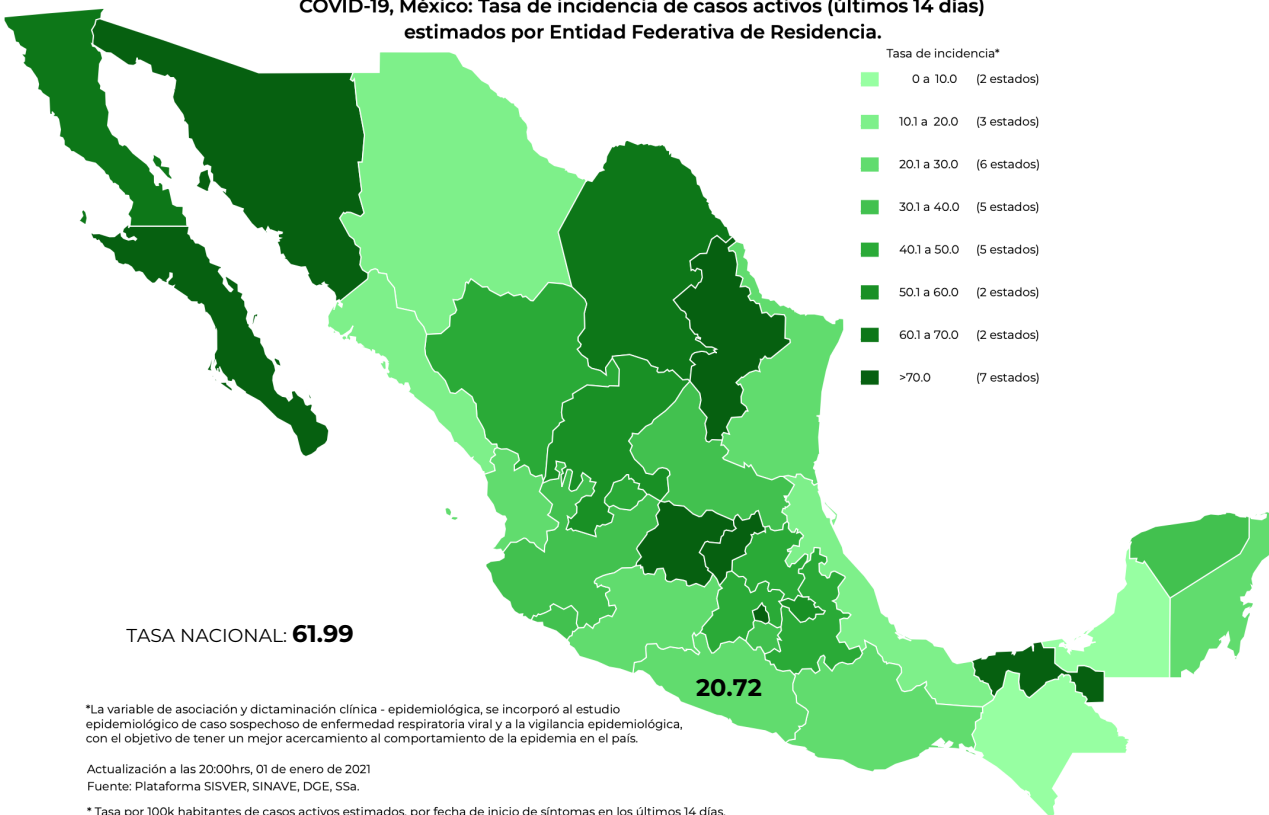 COVID-19, México: Tasa de incidencia de casos activos (últimos 14 días)
estimados por Entidad Federativa de Residencia.
Tasa de incidencia*
0 a 10.0 (2 estados)
10.1 a 20.0 (3 estados)
20.1 a 30.0 (6 estados)
30.1 a 40.0 (5 estados)
40.1 a 50.0 (5 estados)
50.1 a 60.0 (2 estados)
60.1 a 70.0 (2 estados)
>70.0 (7 estados)
TASA NACIONAL: 61.99
20.72
*La variable de asociación y dictaminación clínica - epidemiológica, se incorporó al estudio
epidemiológico de caso sospechoso de enfermedad respiratoria viral y a la vigilancia epidemiológica,
con el objetivo de tener un mejor acercamiento al comportamiento de la epidemia en el país.
Actualización a las 20:00hrs, 01 de enero de 2021
Fuente: Plataforma SISVER, SINAVE, DGE, SSa.
* Tasa por 100k habitantes de casos activos estimados, por fecha de inicio de síntomas en los últimos 14 días.